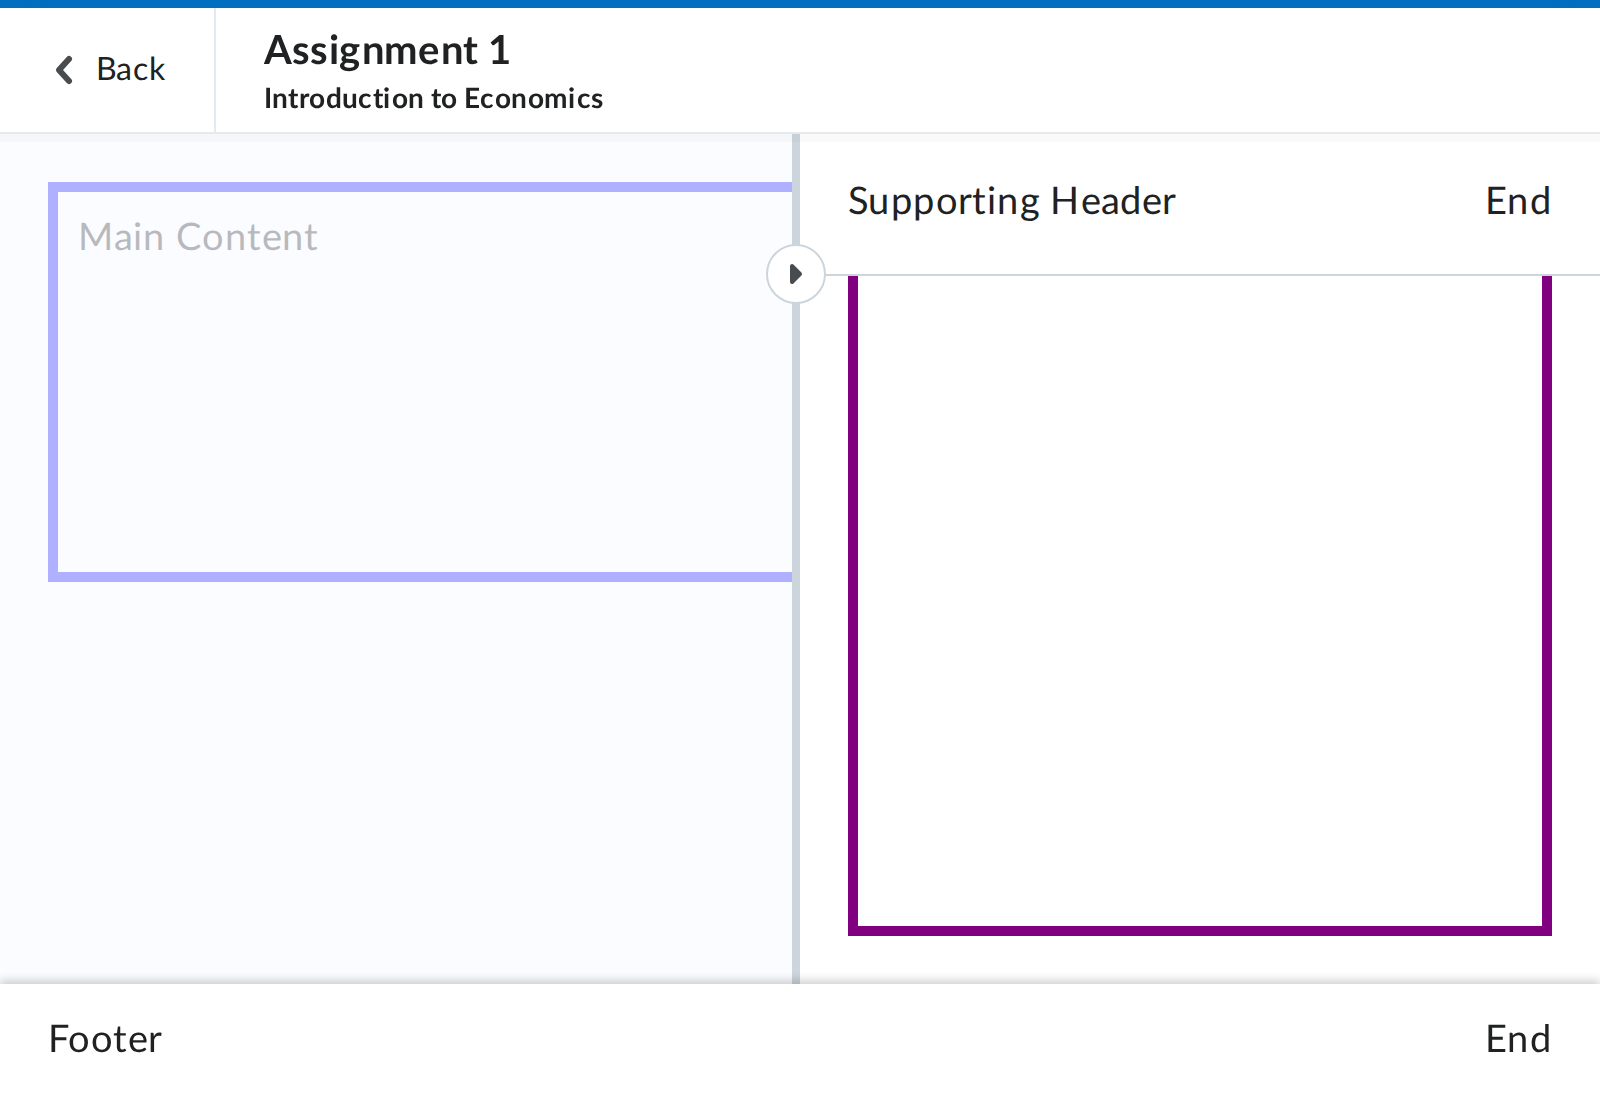 Back
Assignment 1
Introduction to Economics
Main Content
Supporting Header
End
Footer
End